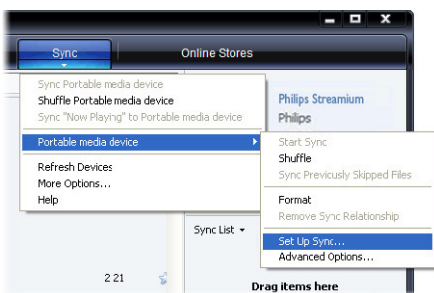 Sync
Online Stores
Sync Portable media device
Shuffle Portable media device
Sync "Now Playing" to Portable media device
Portable media device
Refresh Devices
More Options...
Help
Philips Streamium
Philips
Start Sync
Shuffle
Sync Previously Skipped Files
Format
Remove Sync Relationship
Set Up Sync...
Advanced Options...
Sync List
2 21
Drag items here